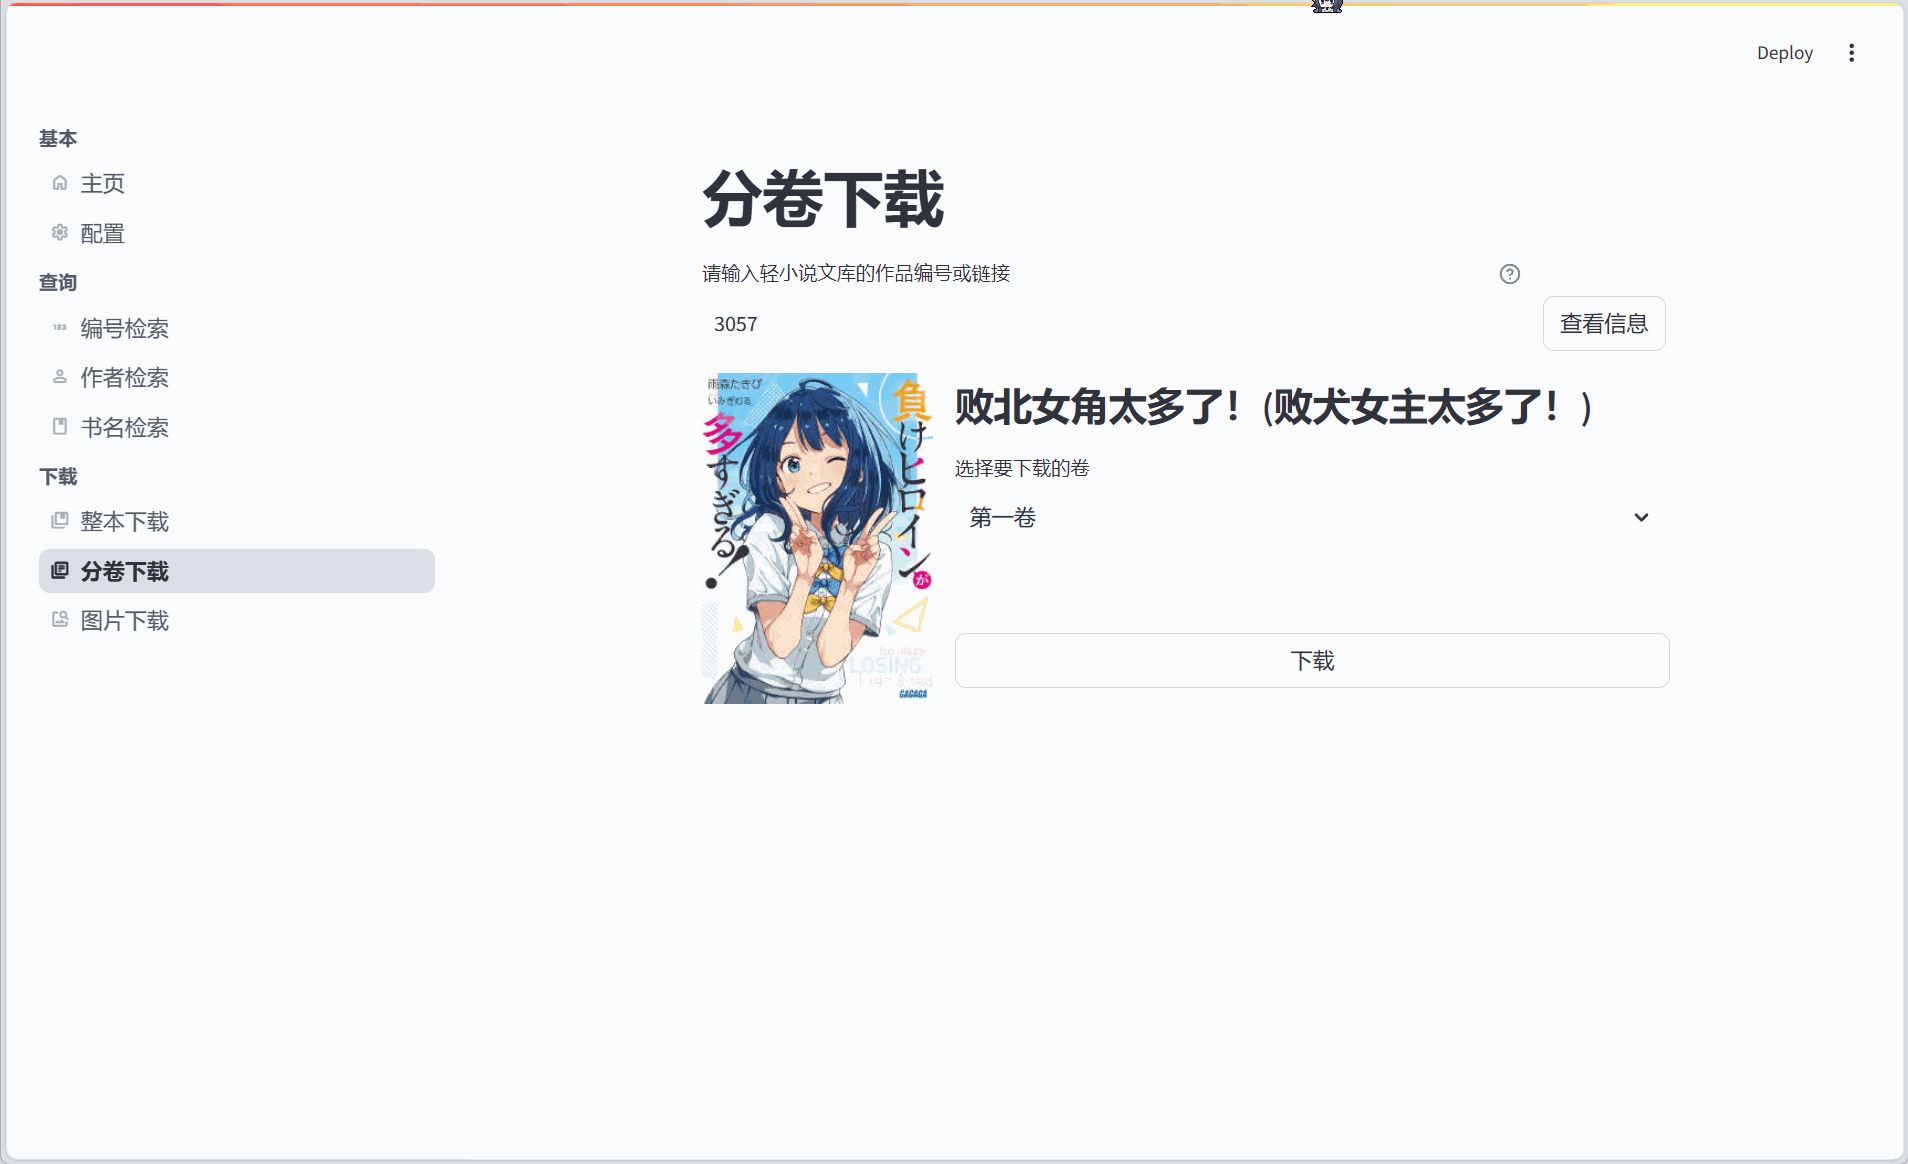 Deploy
基本
主页
配置
查询
123 编号检索
作者检索
书名检索
下载
整本下载
分卷下载
图片下载
分卷下载
请输入轻小说文库的作品编号或链接
3057
查看信息
雨森たきび
いみぎむる
負けヒロインが
多すぎる!
LOSING
GAGAGA
败北女角太多了！(败犬女主太多了！)
选择要下载的卷
第一卷
下载